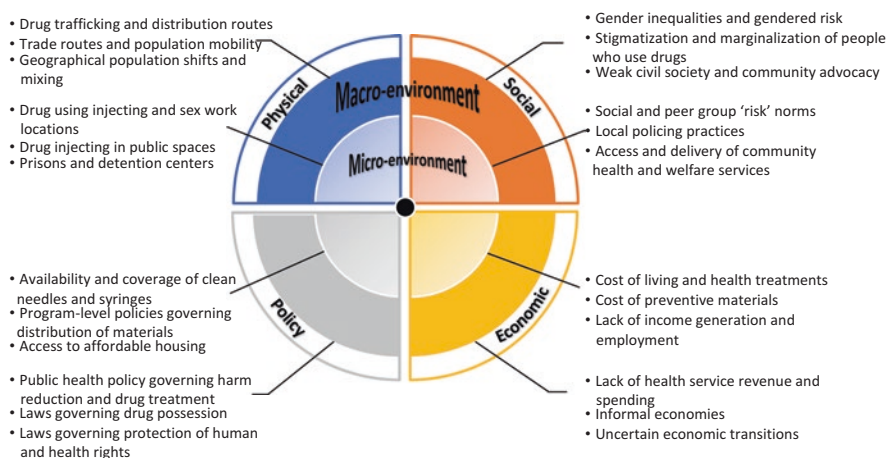 • Drug trafficking and distribution routes
• Trade routes and population mobility
• Geographical population shifts and
mixing
• Drug using injecting and sex work
locations
• Drug injecting in public spaces
• Prisons and detention centers
• Gender inequalities and gendered risk
• Stigmatization and marginalization of people
who use drugs
• Weak civil society and community advocacy
• Social and peer group ‘risk’ norms
• Local policing practices
• Access and delivery of community
health and welfare services
Physical
Social
Macro-environment
Micro-environment
Policy
Economic
• Availability and coverage of clean
needles and syringes
• Program-level policies governing
distribution of materials
• Access to affordable housing
• Public health policy governing harm
reduction and drug treatment
• Laws governing drug possession
• Laws governing protection of human
and health rights
• Cost of living and health treatments
• Cost of preventive materials
• Lack of income generation and
employment
• Lack of health service revenue and
spending
• Informal economies
• Uncertain economic transitions